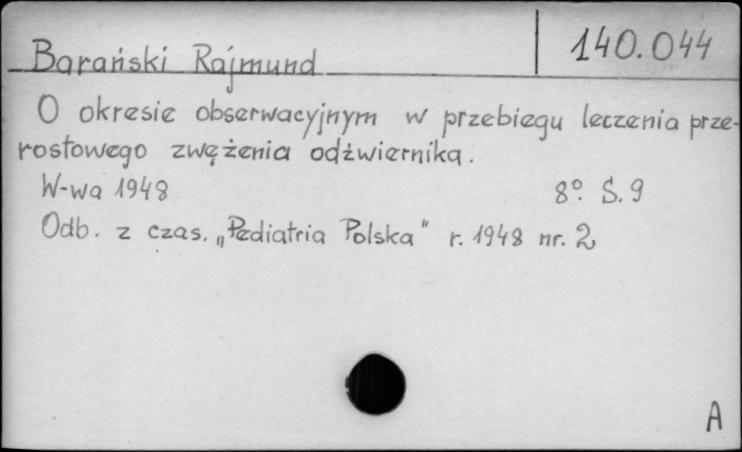 Barański Rajmund
140.044
O okresie obserwacyjnym w przebiegu leczenia prze-
rostowego zwężenia odźwiernika.
W-wa 1948 8°. S. 9
Odb. z czas. „Pediatria Polska" r. 1948 nr. 2
A